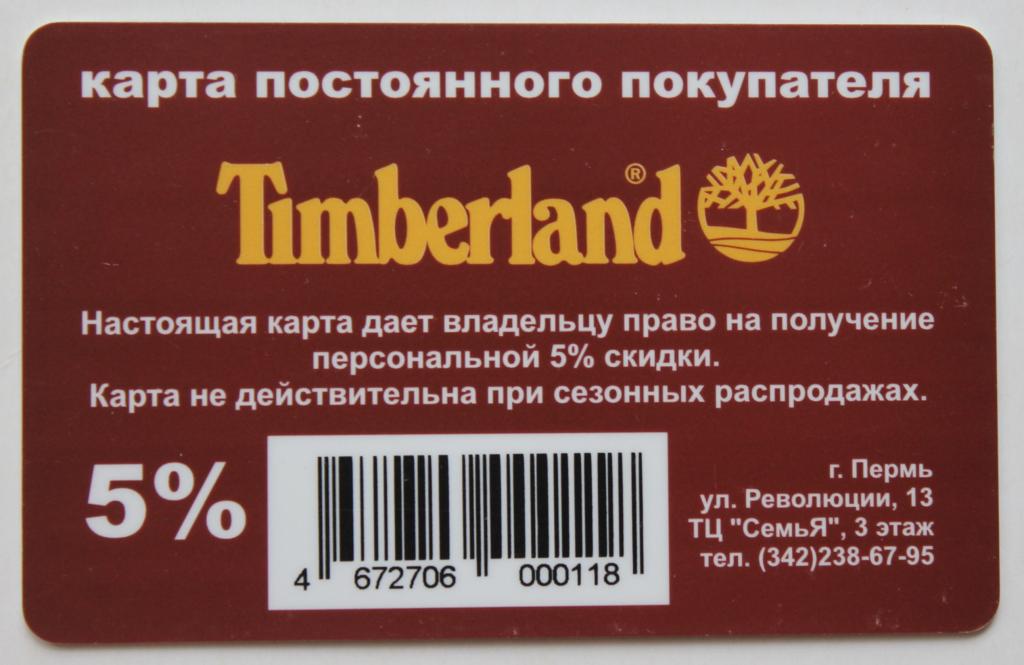 карта постоянного покупателя
Timberland®
Настоящая карта дает владельцу право на получение
персональной 5% скидки.
Карта не действительна при сезонных распродажах.
5%
4 672706 000118
г. Пермь
ул. Революции, 13
ТЦ "СемьЯ", 3 этаж
тел. (342)238-67-95